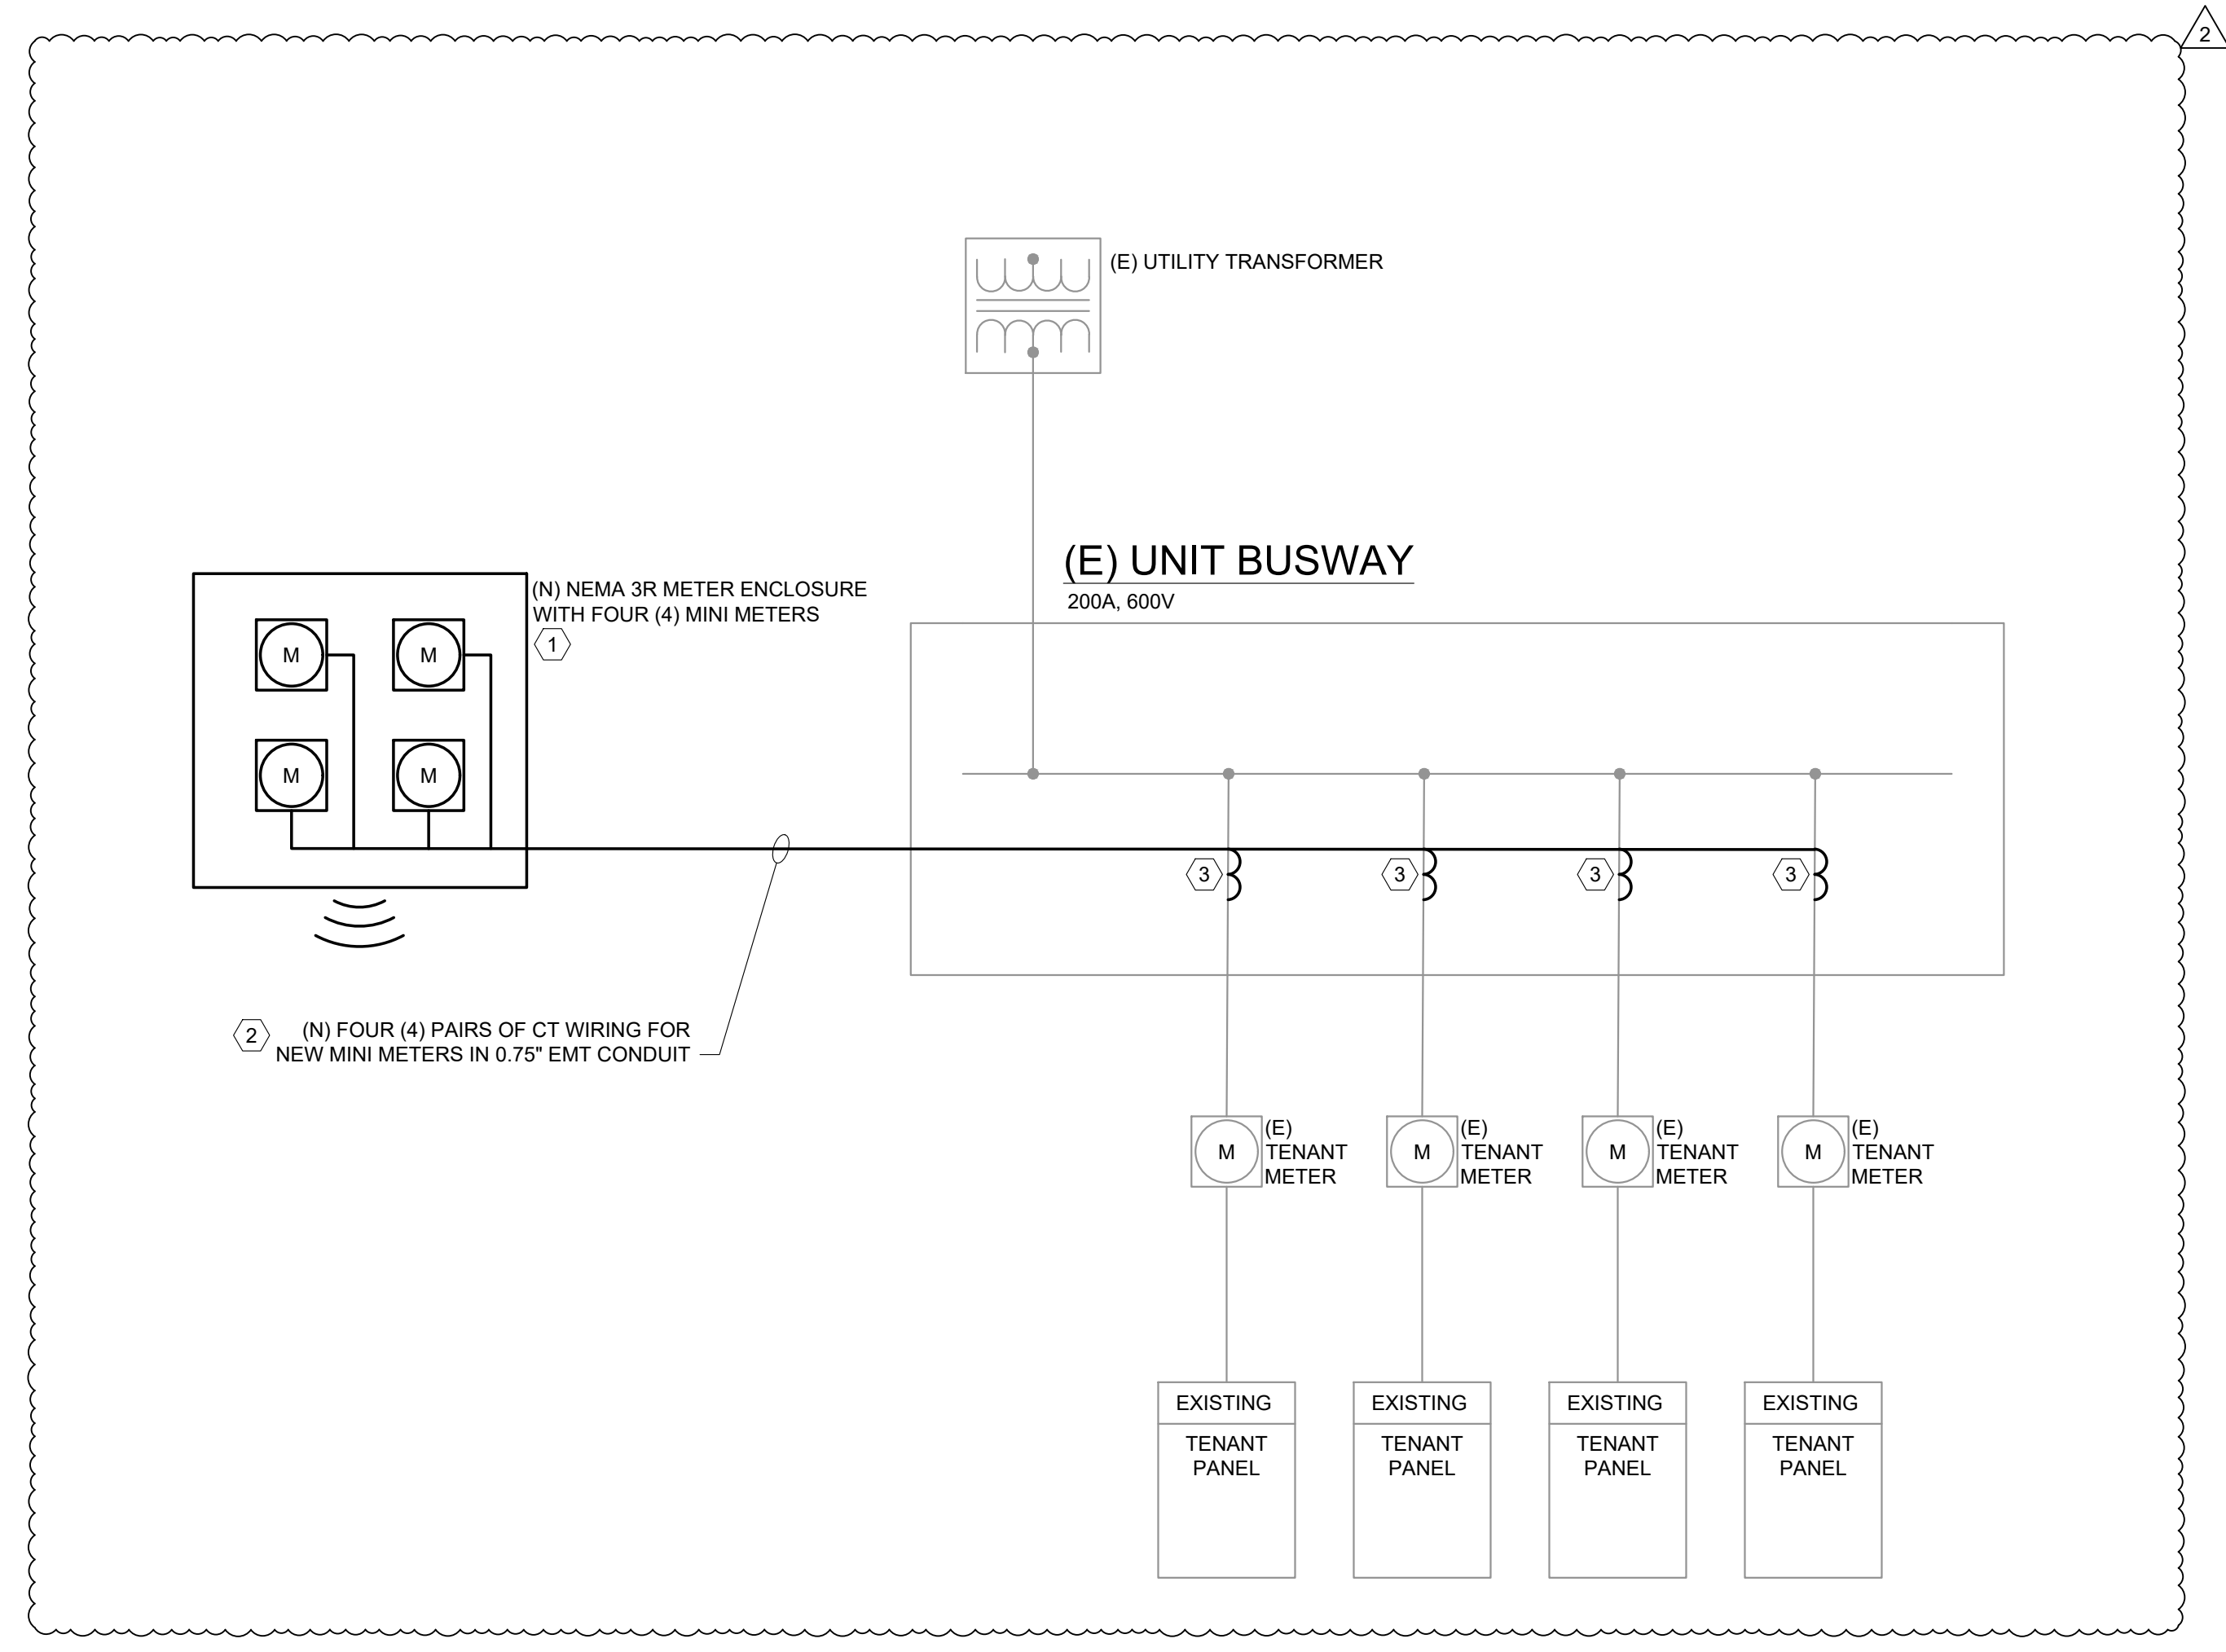 2
(E) UTILITY TRANSFORMER
(E) UNIT BUSWAY
200A, 600V
(N) NEMA 3R METER ENCLOSURE
WITH FOUR (4) MINI METERS
1
M
M
M
M
3
3
3
3
2
(N) FOUR (4) PAIRS OF CT WIRING FOR
NEW MINI METERS IN 0.75" EMT CONDUIT
M
(E)
TENANT
METER
M
(E)
TENANT
METER
M
(E)
TENANT
METER
M
(E)
TENANT
METER
EXISTING
TENANT
PANEL
EXISTING
TENANT
PANEL
EXISTING
TENANT
PANEL
EXISTING
TENANT
PANEL